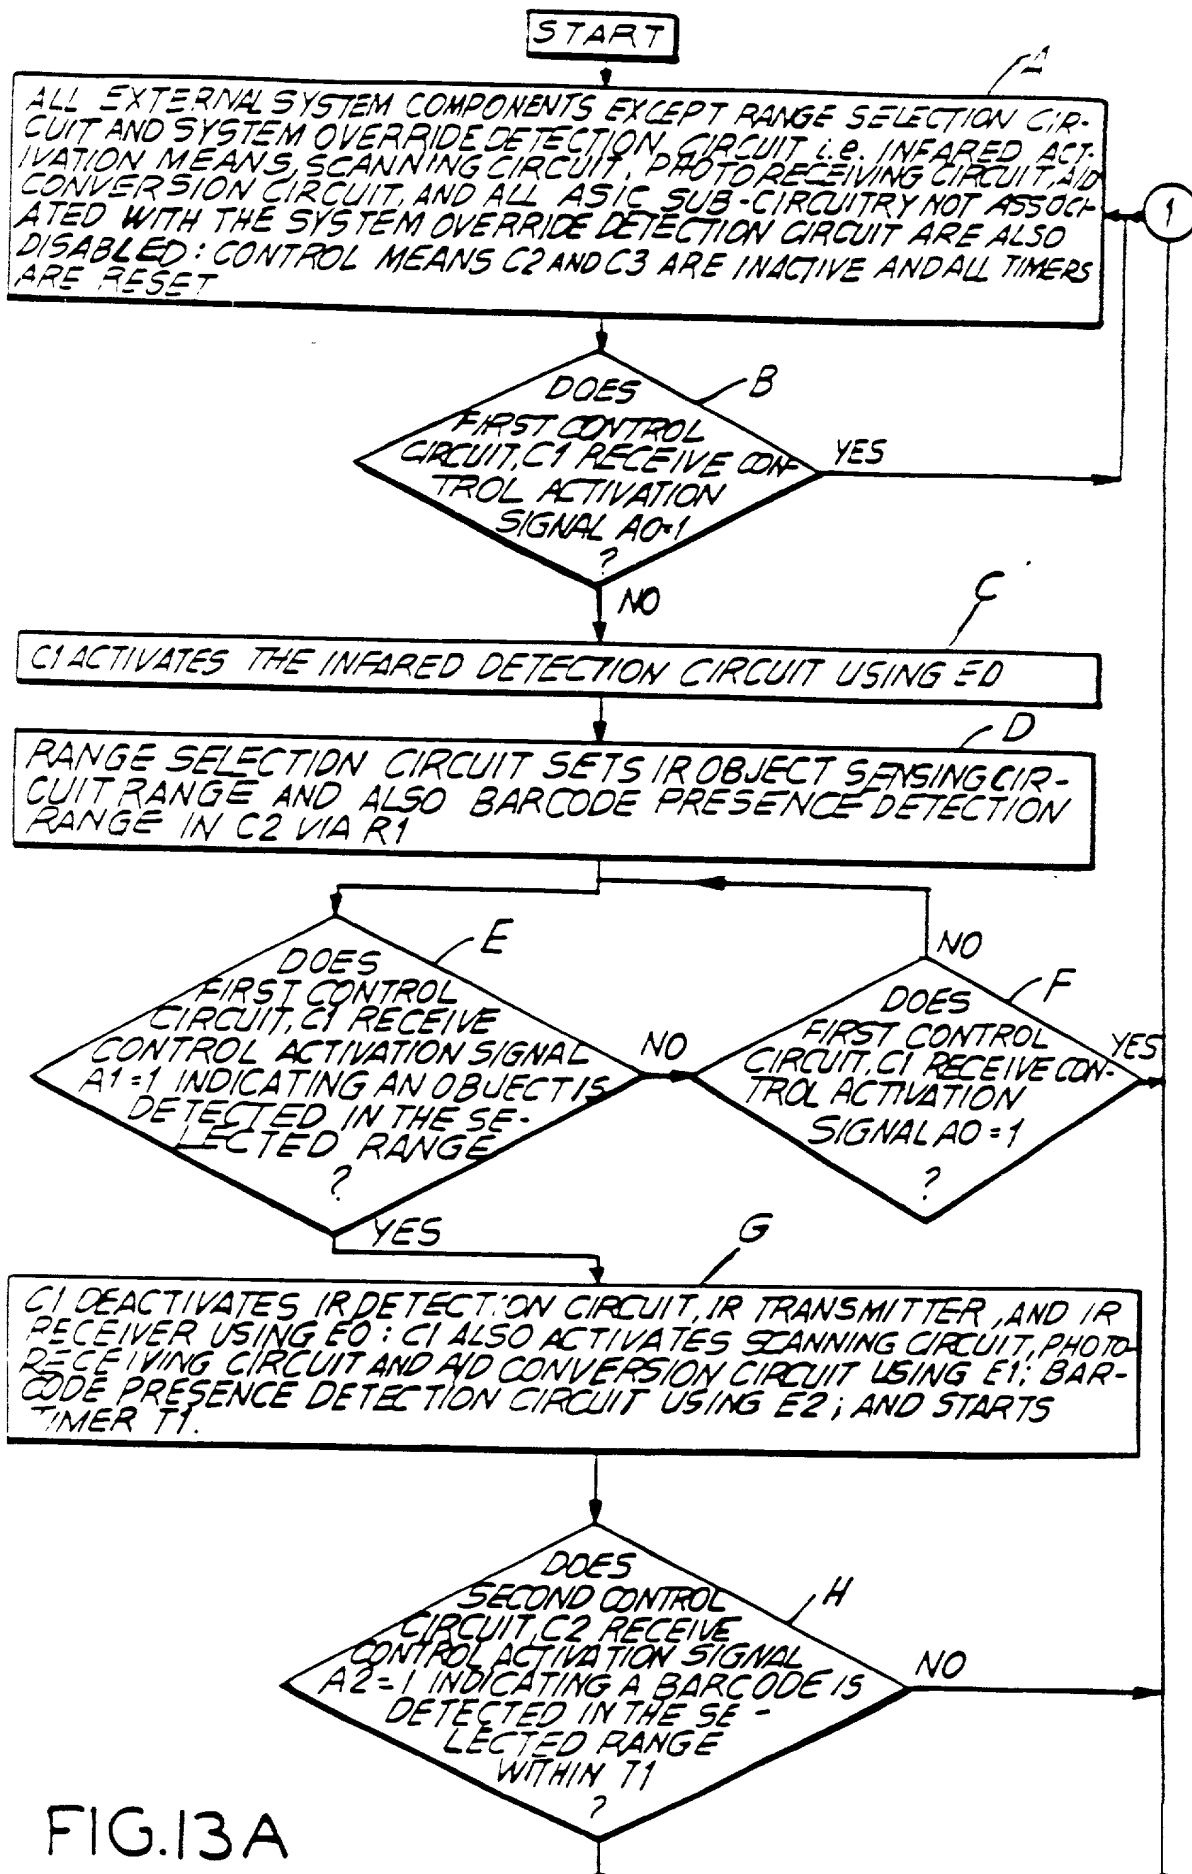 START
A
ALL EXTERNAL SYSTEM COMPONENTS EXCEPT RANGE SELECTION CIR-
CUIT AND SYSTEM OVERRIDE DETECTION CIRCUIT i.e. INFARED ACT-
IVATION MEANS, SCANNING CIRCUIT, PHOTO RECEIVING CIRCUIT, A/D
CONVERSION CIRCUIT, AND ALL ASIC SUB-CIRCUITRY NOT ASSOCI-
ATED WITH THE SYSTEM OVERRIDE DETECTION CIRCUIT ARE ALSO
DISABLED: CONTROL MEANS C2 AND C3 ARE INACTIVE AND ALL TIMERS
ARE RESET
1
B
DOES
FIRST CONTROL
CIRCUIT, C1 RECEIVE CON-
TROL ACTIVATION
SIGNAL A0=1
?
YES
NO
C
C1 ACTIVATES THE INFARED DETECTION CIRCUIT USING E0
D
RANGE SELECTION CIRCUIT SETS IR OBJECT SENSING CIR-
CUIT RANGE AND ALSO BARCODE PRESENCE DETECTION
RANGE IN C2 VIA R1
E
DOES
FIRST CONTROL
CIRCUIT, C1 RECEIVE
CONTROL ACTIVATION SIGNAL
A1=1 INDICATING AN OBJECT IS
DETECTED IN THE SE-
LECTED RANGE
?
NO
YES
NO
F
DOES
FIRST CONTROL
CIRCUIT, C1 RECEIVE CON-
TROL ACTIVATION
SIGNAL A0=1
?
YES
G
C1 DEACTIVATES IR DETECTION CIRCUIT, IR TRANSMITTER, AND IR
RECEIVER USING E0: C1 ALSO ACTIVATES SCANNING CIRCUIT, PHOTO-
RECEIVING CIRCUIT AND A/D CONVERSION CIRCUIT USING E1; BAR-
CODE PRESENCE DETECTION CIRCUIT USING E2; AND STARTS
TIMER T1.
H
DOES
SECOND CONTROL
CIRCUIT, C2 RECEIVE
CONTROL ACTIVATION SIGNAL
A2=1 INDICATING A BARCODE IS
DETECTED IN THE SE-
LECTED RANGE
WITHIN T1
?
NO
FIG.13A